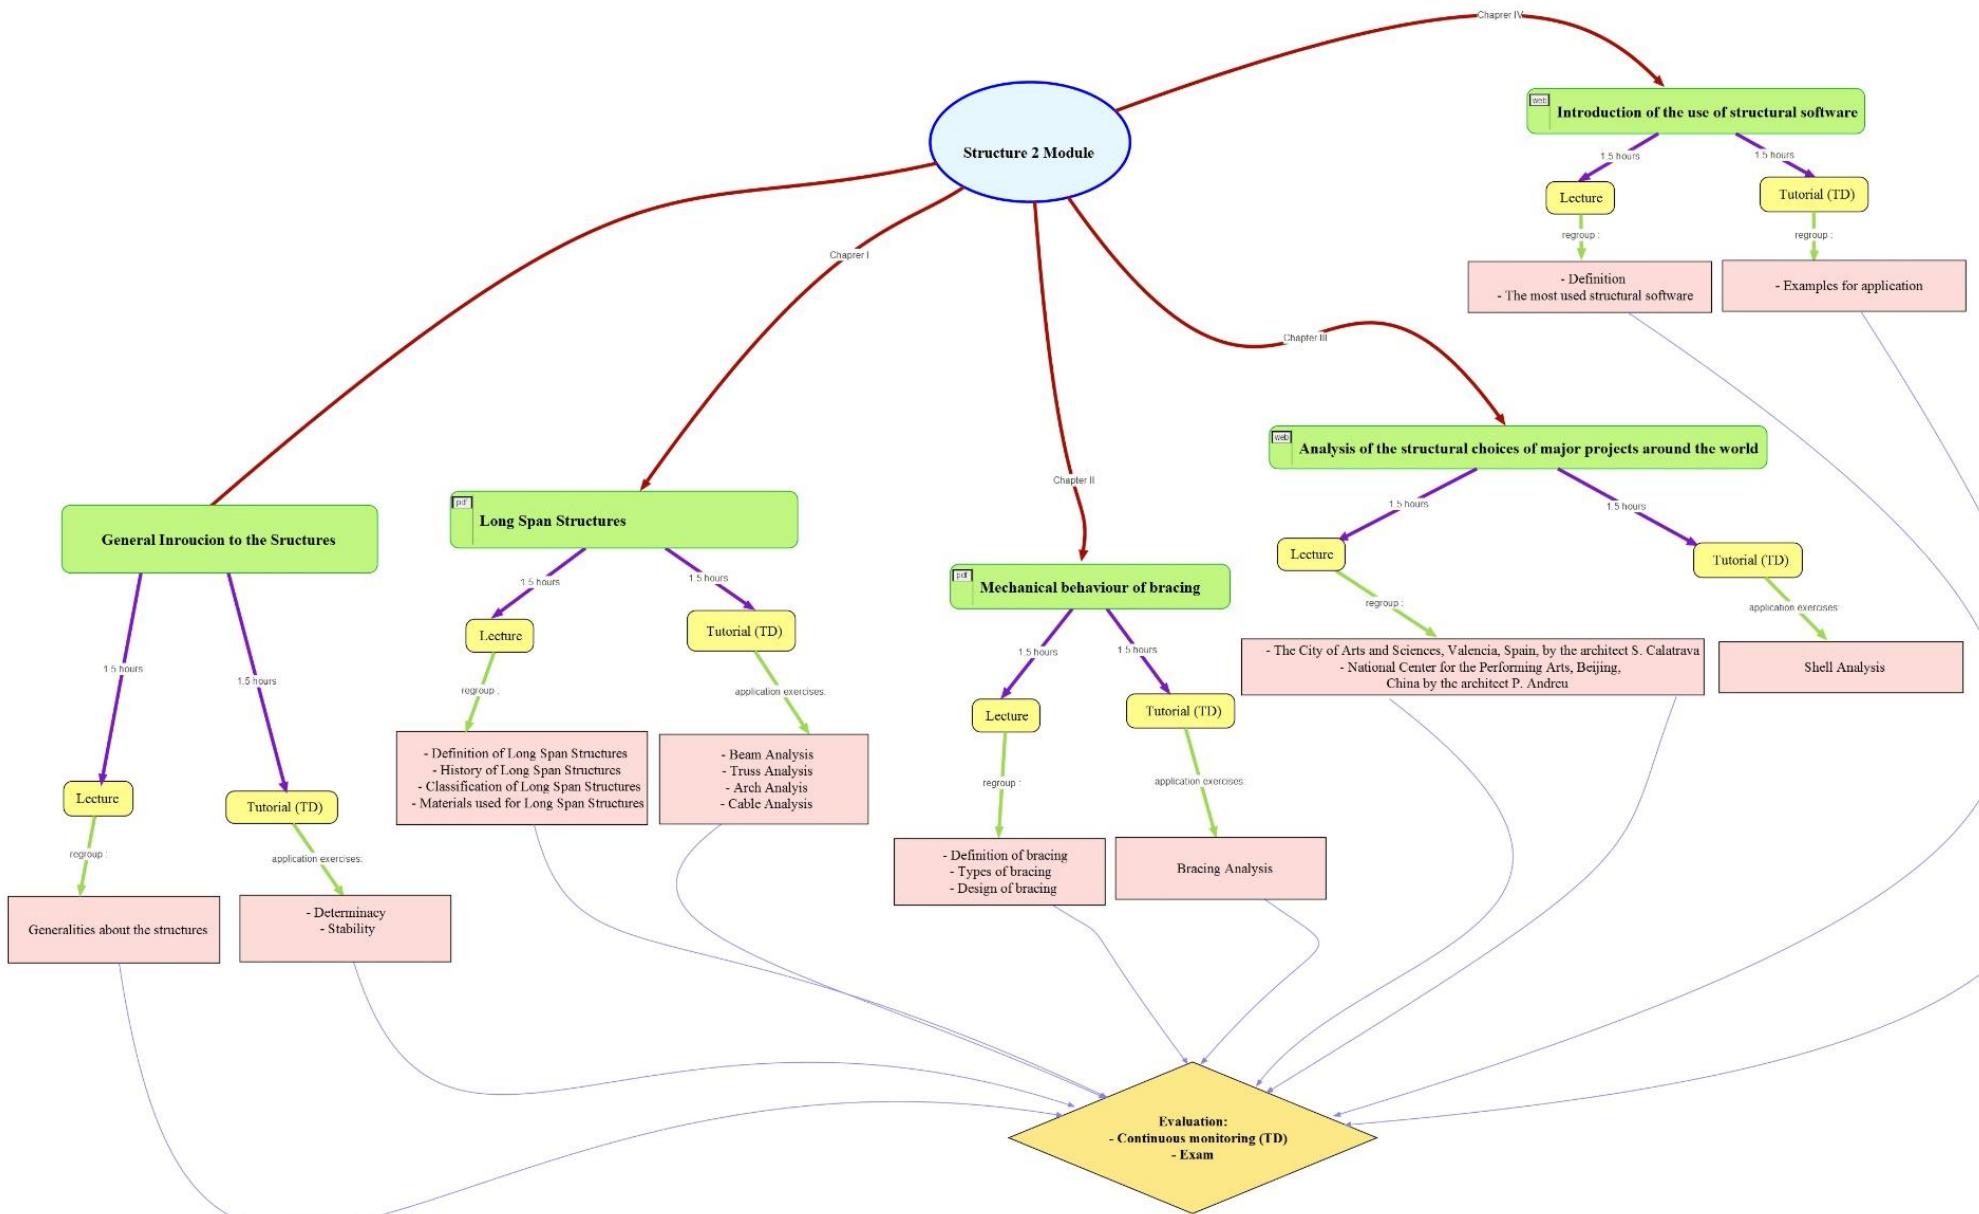 Chaprer IV
web
Introduction of the use of structural software
1.5 hours
1.5 hours
Lecture
Tutorial (TD)
regroup :
regroup :
- Definition
- The most used structural software
- Examples for application
Structure 2 Module
Chaprer I
Chapter III
Chapter II
web
Analysis of the structural choices of major projects around the world
1.5 hours
1.5 hours
Lecture
Tutorial (TD)
regroup :
application exercises:
- The City of Arts and Sciences, Valencia, Spain, by the architect S. Calatrava
- National Center for the Performing Arts, Beijing,
China by the architect P. Andreu
Shell Analysis
General Inroucion to the Sructures
1.5 hours
1.5 hours
Lecture
Tutorial (TD)
regroup :
application exercises:
Generalities about the structures
- Determinacy
- Stability
pdf
Long Span Structures
1.5 hours
1.5 hours
Lecture
Tutorial (TD)
regroup :
application exercises:
- Definition of Long Span Structures
- History of Long Span Structures
- Classification of Long Span Structures
- Materials used for Long Span Structures
- Beam Analysis
- Truss Analysis
- Arch Analyis
- Cable Analysis
pdf
Mechanical behaviour of bracing
1.5 hours
1.5 hours
Lecture
Tutorial (TD)
regroup :
application exercises:
- Definition of bracing
- Types of bracing
- Design of bracing
Bracing Analysis
Evaluation:
- Continuous monitoring (TD)
- Exam